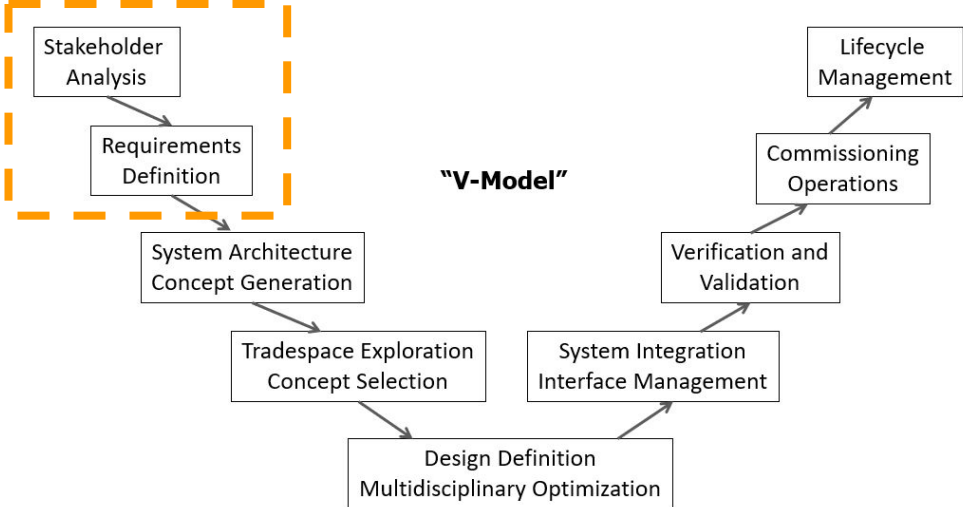 Stakeholder
Analysis
Requirements
Definition
System Architecture
Concept Generation
Tradespace Exploration
Concept Selection
Design Definition
Multidisciplinary Optimization
System Integration
Interface Management
Verification and
Validation
Commissioning
Operations
Lifecycle
Management
“V-Model”